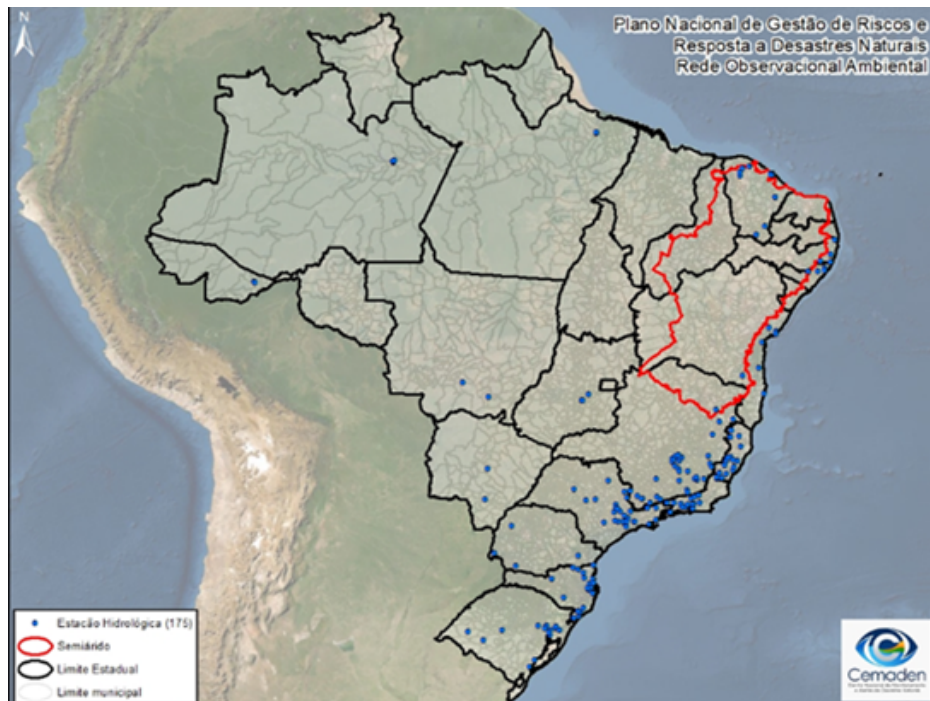 N
Plano Nacional de Gestão de Riscos e
Resposta a Desastres Naturais
Rede Observacional Ambiental
Estacão Hidrológica (175)
Semiárido
Limite Estadual
Limite municipal
Cemaden